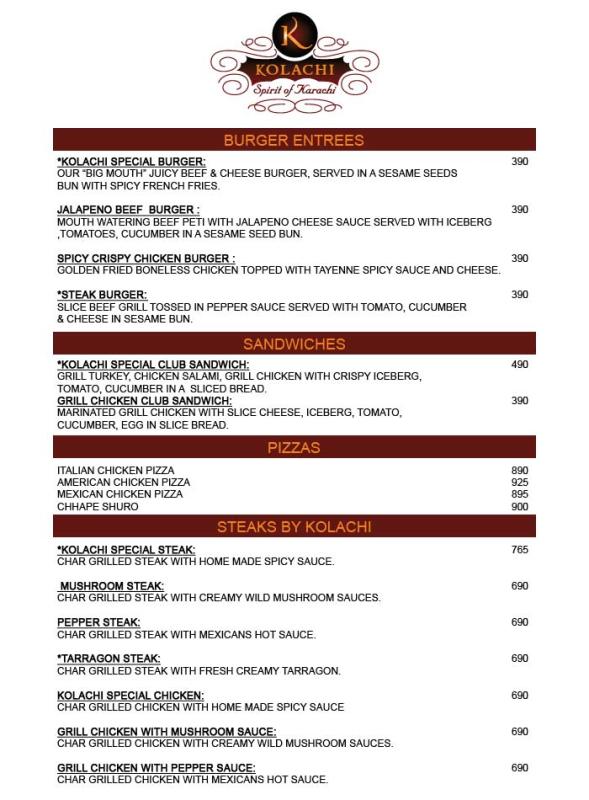 K
KOLACHI
Spirit of Karachi
BURGER ENTREES
*KOLACHI SPECIAL BURGER: 390
OUR “BIG MOUTH” JUICY BEEF & CHEESE BURGER, SERVED IN A SESAME SEEDS
BUN WITH SPICY FRENCH FRIES.
JALAPENO BEEF BURGER : 390
MOUTH WATERING BEEF PETI WITH JALAPENO CHEESE SAUCE SERVED WITH ICEBERG
,TOMATOES, CUCUMBER IN A SESAME SEED BUN.
SPICY CRISPY CHICKEN BURGER : 390
GOLDEN FRIED BONELESS CHICKEN TOPPED WITH TAYENNE SPICY SAUCE AND CHEESE.
*STEAK BURGER: 390
SLICE BEEF GRILL TOSSED IN PEPPER SAUCE SERVED WITH TOMATO, CUCUMBER
& CHEESE IN SESAME BUN.
SANDWICHES
*KOLACHI SPECIAL CLUB SANDWICH: 490
GRILL TURKEY, CHICKEN SALAMI, GRILL CHICKEN WITH CRISPY ICEBERG,
TOMATO, CUCUMBER IN A SLICED BREAD.
GRILL CHICKEN CLUB SANDWICH: 390
MARINATED GRILL CHICKEN WITH SLICE CHEESE, ICEBERG, TOMATO,
CUCUMBER, EGG IN SLICE BREAD.
PIZZAS
ITALIAN CHICKEN PIZZA 890
AMERICAN CHICKEN PIZZA 925
MEXICAN CHICKEN PIZZA 895
CHHAPE SHURO 900
STEAKS BY KOLACHI
*KOLACHI SPECIAL STEAK: 765
CHAR GRILLED STEAK WITH HOME MADE SPICY SAUCE.
MUSHROOM STEAK: 690
CHAR GRILLED STEAK WITH CREAMY WILD MUSHROOM SAUCES.
PEPPER STEAK: 690
CHAR GRILLED STEAK WITH MEXICANS HOT SAUCE.
*TARRAGON STEAK: 690
CHAR GRILLED STEAK WITH FRESH CREAMY TARRAGON.
KOLACHI SPECIAL CHICKEN: 690
CHAR GRILLED CHICKEN WITH HOME MADE SPICY SAUCE
GRILL CHICKEN WITH MUSHROOM SAUCE: 690
CHAR GRILLED CHICKEN WITH CREAMY WILD MUSHROOM SAUCES.
GRILL CHICKEN WITH PEPPER SAUCE: 690
CHAR GRILLED CHICKEN WITH MEXICANS HOT SAUCE.